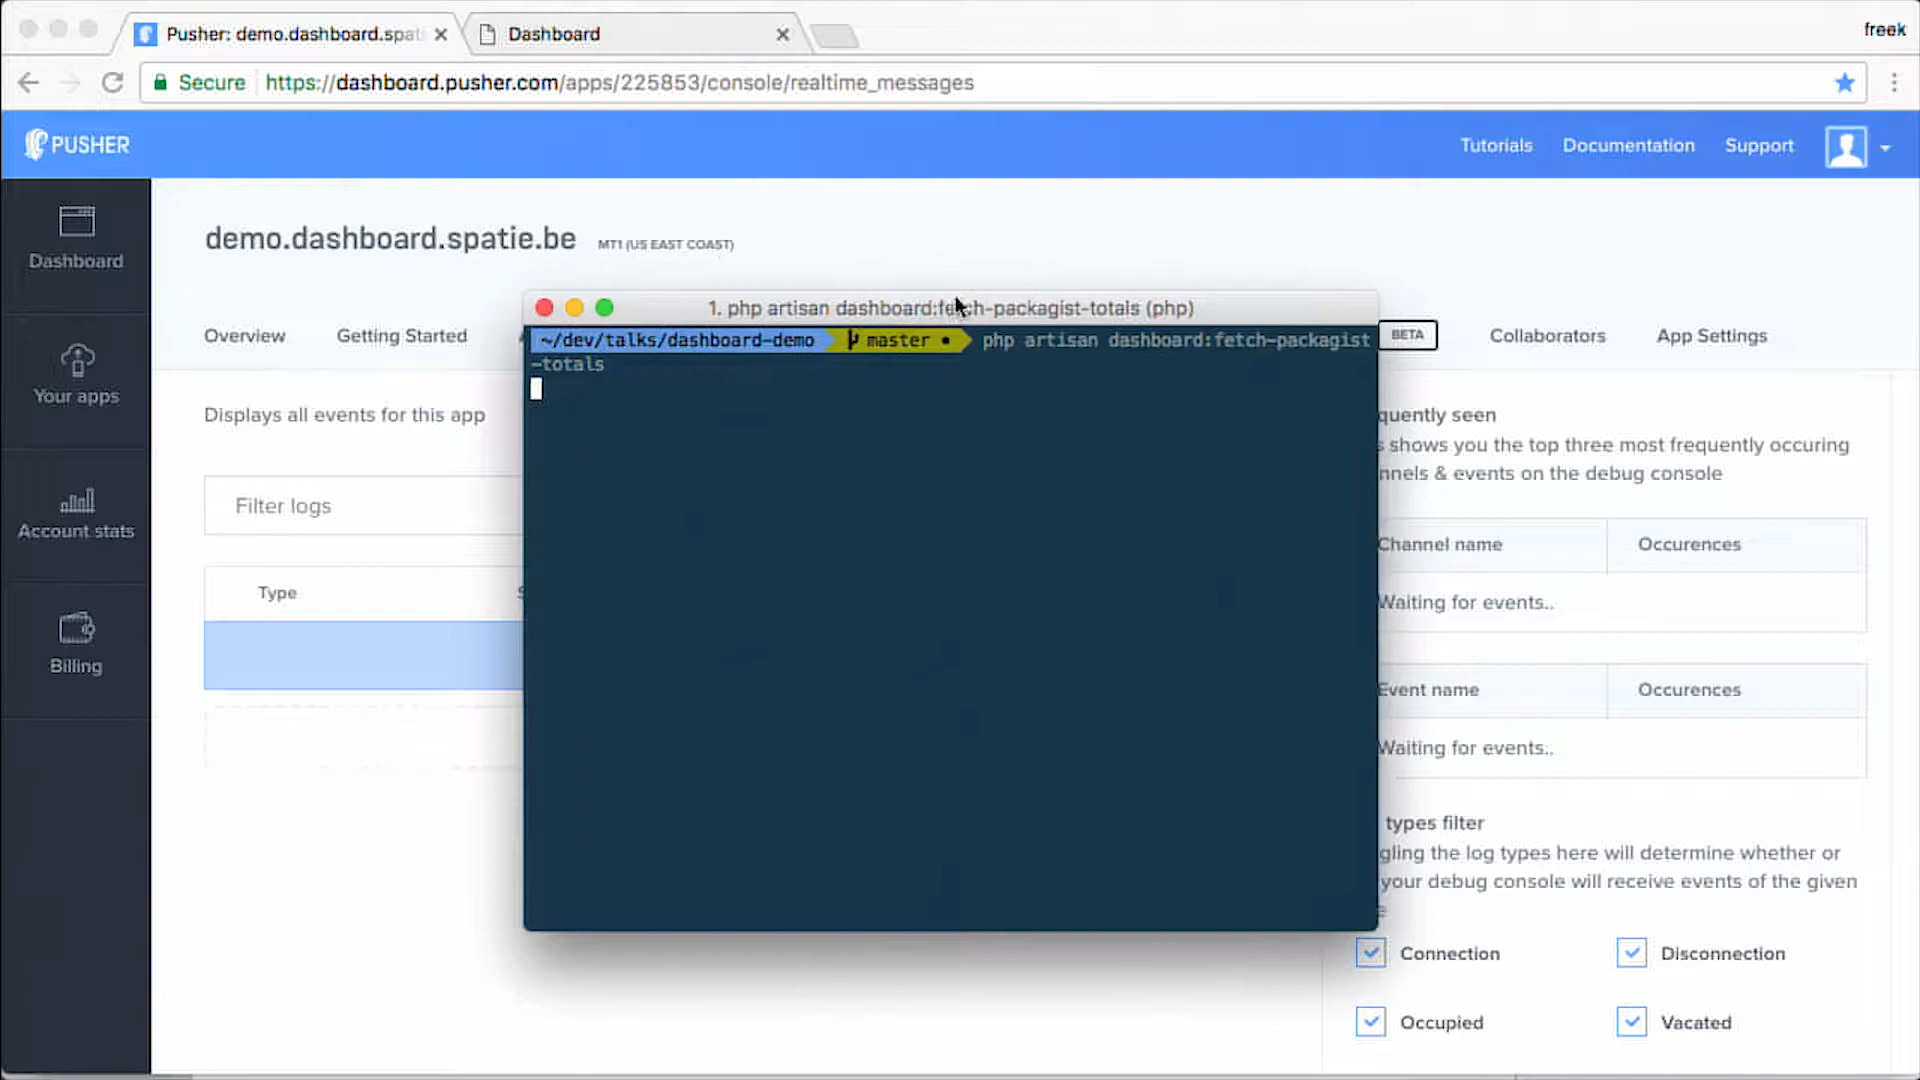 Pusher: demo.dashboard.spati
Dashboard
freek
Secure https://dashboard.pusher.com/apps/225853/console/realtime_messages
PUSHER
Tutorials Documentation Support
Dashboard
Your apps
Account stats
Billing
demo.dashboard.spatie.be MT1 (US EAST COAST)
Overview Getting Started
BETA Collaborators App Settings
1. php artisan dashboard:fetch-packagist-totals (php)
~/dev/talks/dashboard-demo master • php artisan dashboard:fetch-packagist
-totals
Displays all events for this app
Filter logs
Type
quently seen
s shows you the top three most frequently occuring
nnels & events on the debug console
Channel name Occurences
Waiting for events..
Event name Occurences
Waiting for events..
types filter
gling the log types here will determine whether or
your debug console will receive events of the given
e
Connection Disconnection
Occupied Vacated